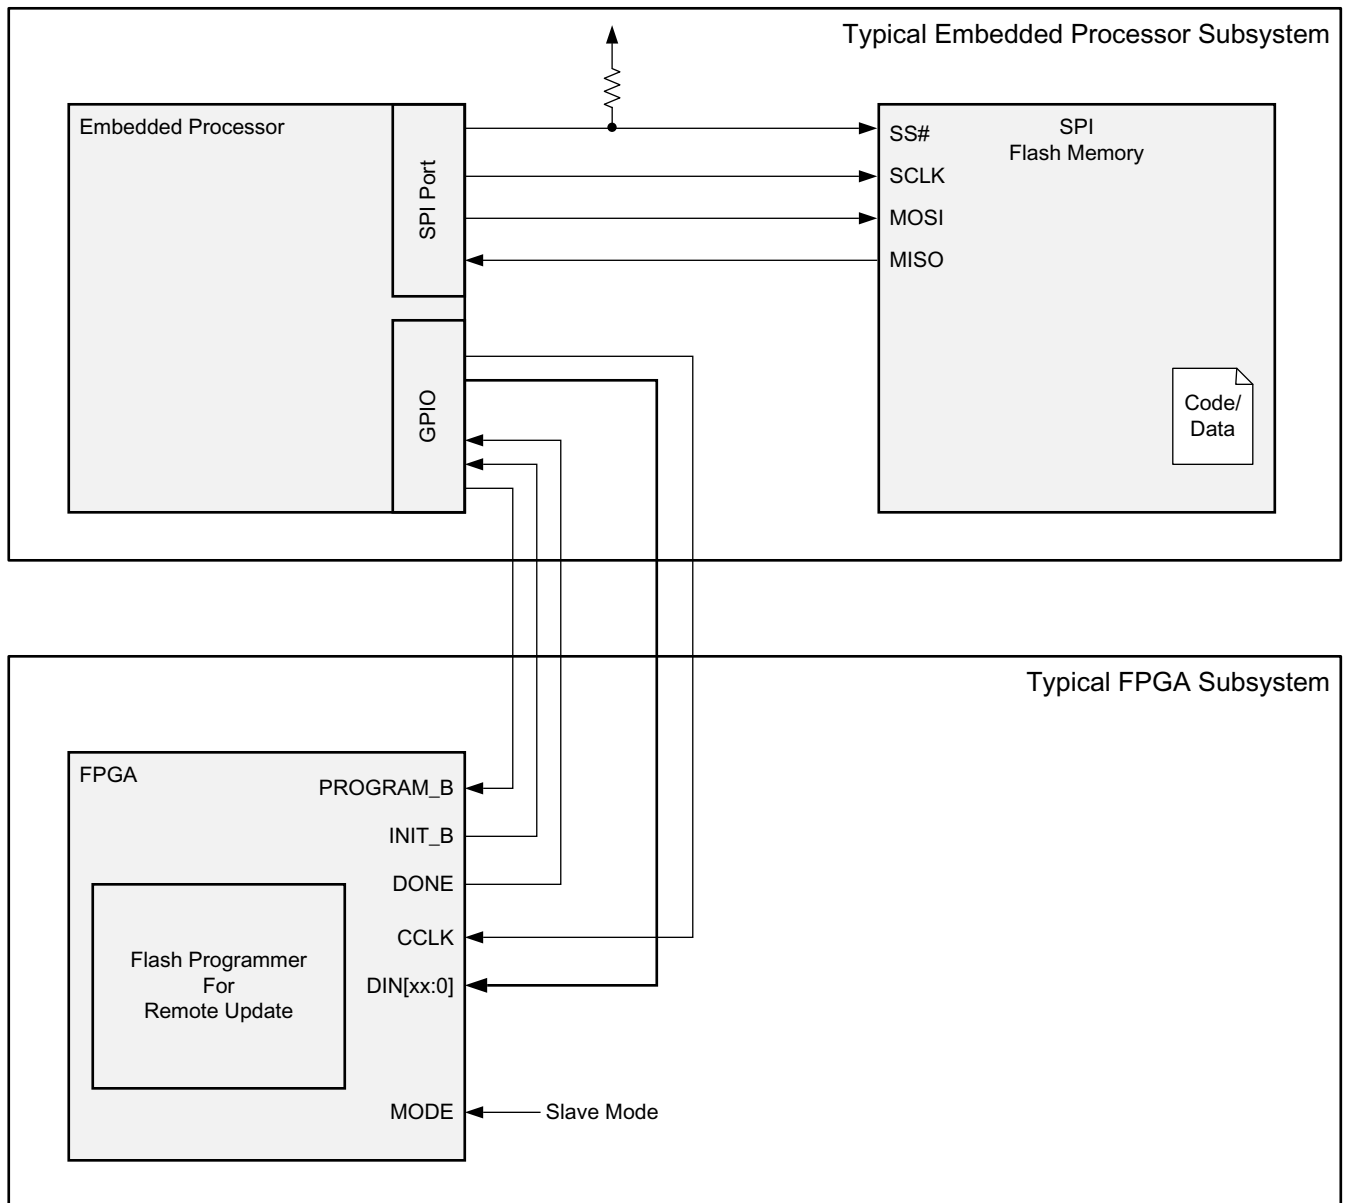 Typical Embedded Processor Subsystem
Embedded Processor
SPI Port
SS#
SCLK
MOSI
MISO
SPI
Flash Memory
GPIO
Code/
Data
Typical FPGA Subsystem
FPGA
PROGRAM_B
INIT_B
DONE
CCLK
DIN[xx:0]
Flash Programmer
For
Remote Update
MODE
Slave Mode